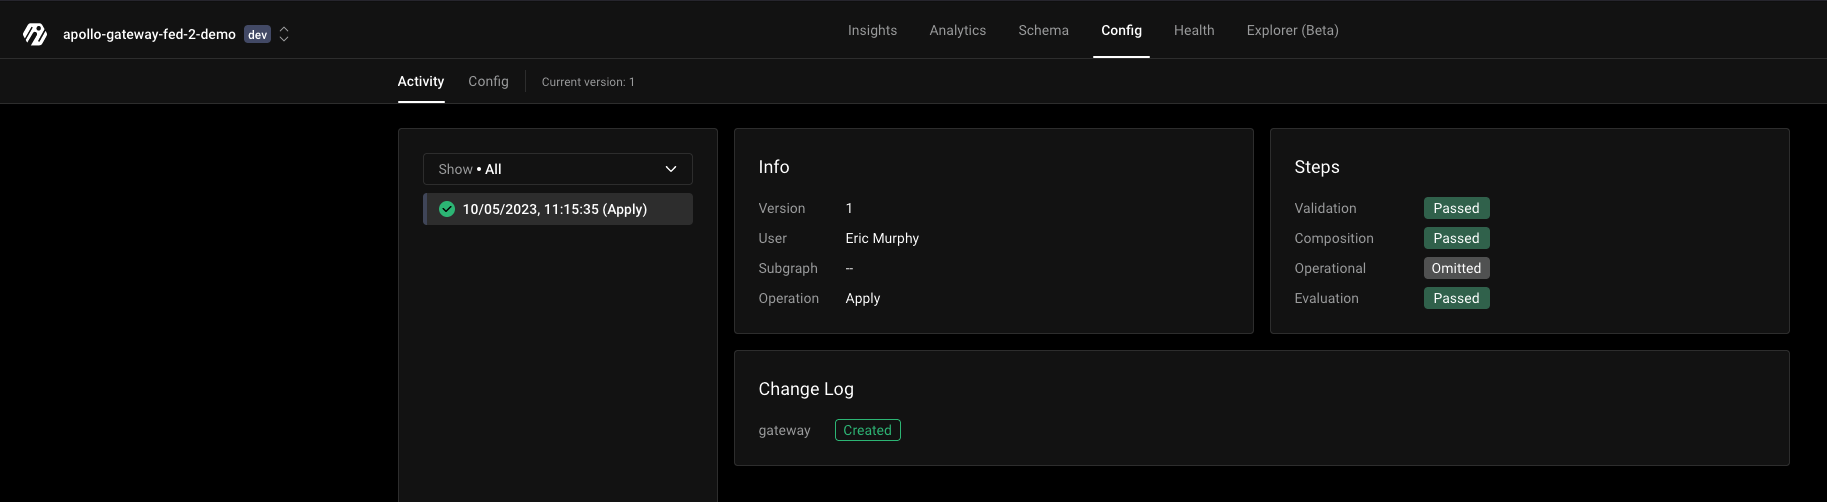 apollo-gateway-fed-2-demo dev
Insights Analytics Schema Config Health Explorer (Beta)
Activity Config Current version: 1
Show • All
10/05/2023, 11:15:35 (Apply)
Info
Version 1
User Eric Murphy
Subgraph --
Operation Apply
Steps
Validation Passed
Composition Passed
Operational Omitted
Evaluation Passed
Change Log
gateway Created